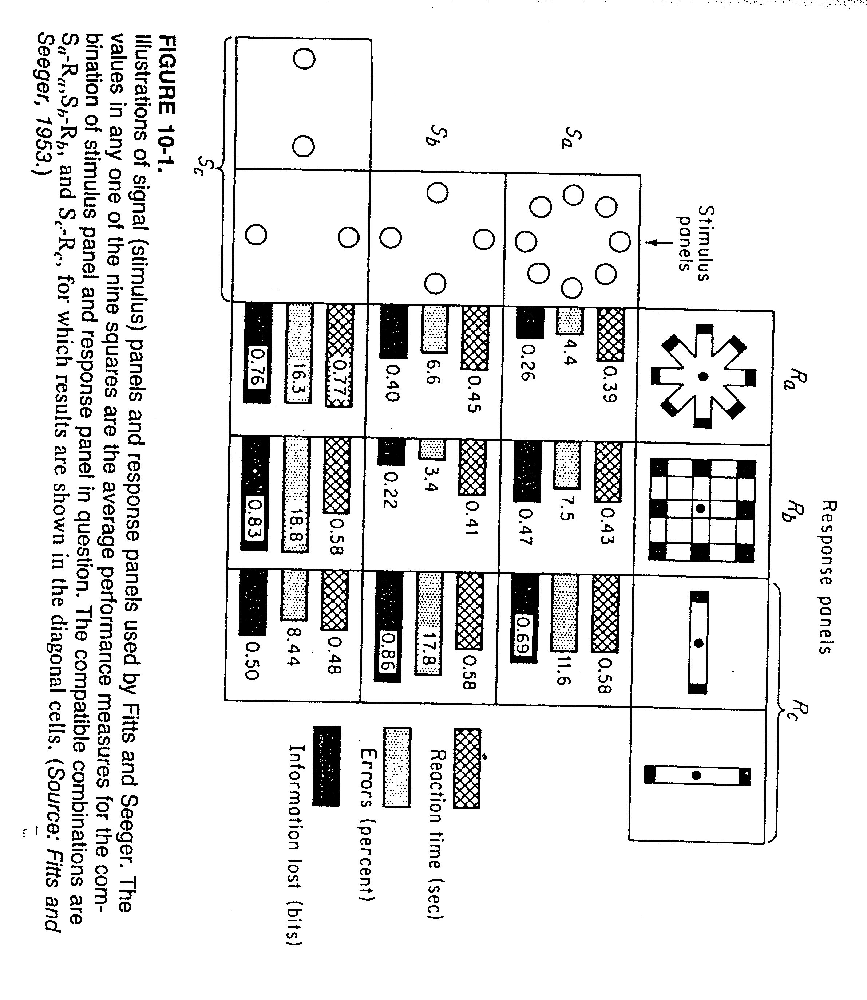 Response panels
Ra
Rb
Rc
Stimulus
panels
Sa
0.39
4.4
0.26
0.43
7.5
0.47
0.58
11.6
0.69
Sb
0.45
6.6
0.40
0.41
3.4
0.22
0.58
17.8
0.86
Sc
0.77
16.3
0.76
0.58
18.8
0.83
0.48
8.44
0.50
Reaction time (sec)
Errors (percent)
Information lost (bits)
FIGURE 10-1.
Illustrations of signal (stimulus) panels and response panels used by Fitts and Seeger. The
values in any one of the nine squares are the average performance measures for the com-
bination of stimulus panel and response panel in question. The compatible combinations are
Sa-Ra, Sb-Rb, and Sc-Rc, for which results are shown in the diagonal cells. (Source: Fitts and
Seeger, 1953.)